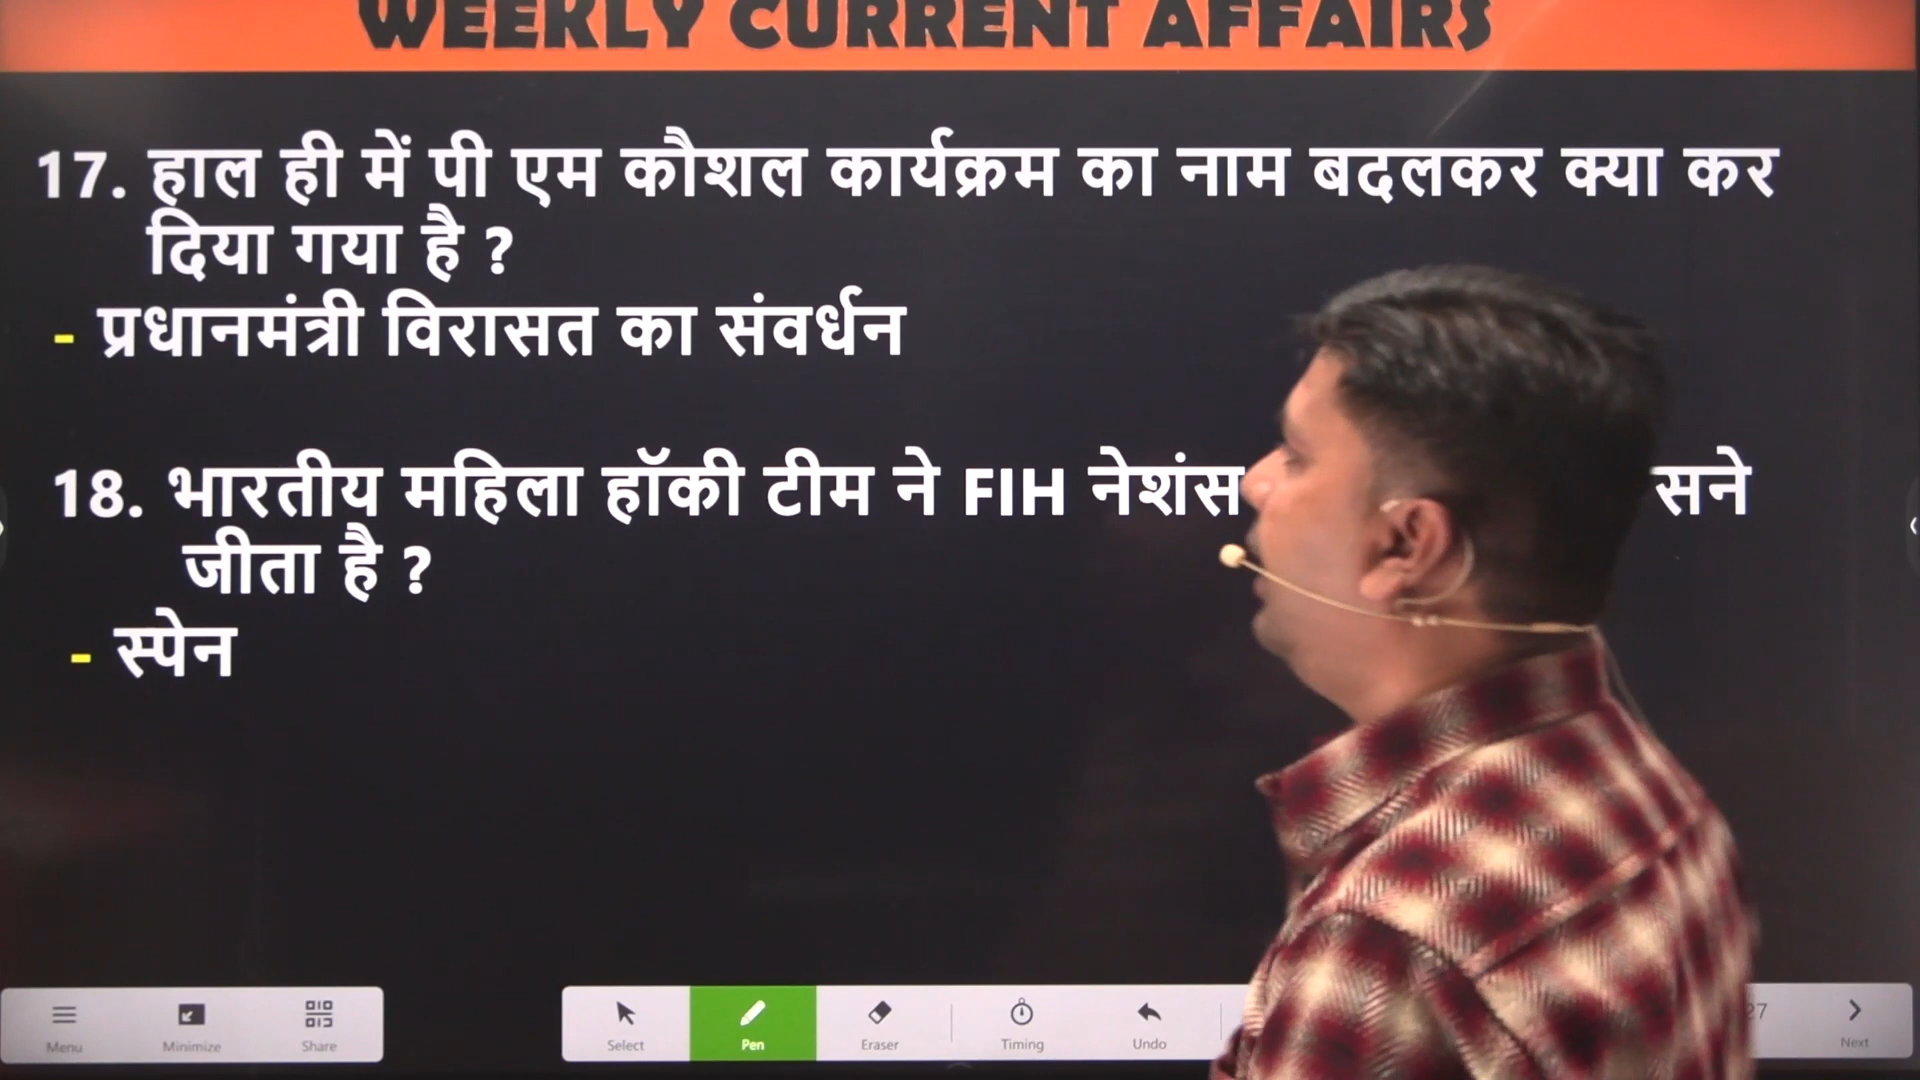 WEEKLY CURRENT AFFAIRS
17. हाल ही में पी एम कौशल कार्यक्रम का नाम बदलकर क्या कर
दिया गया है ?
- प्रधानमंत्री विरासत का संवर्धन
18. भारतीय महिला हॉकी टीम ने FIH नेशंस सने
जीता है ?
- स्पेन
Menu Minimize Share Select Pen Eraser Timing Undo 27 Next